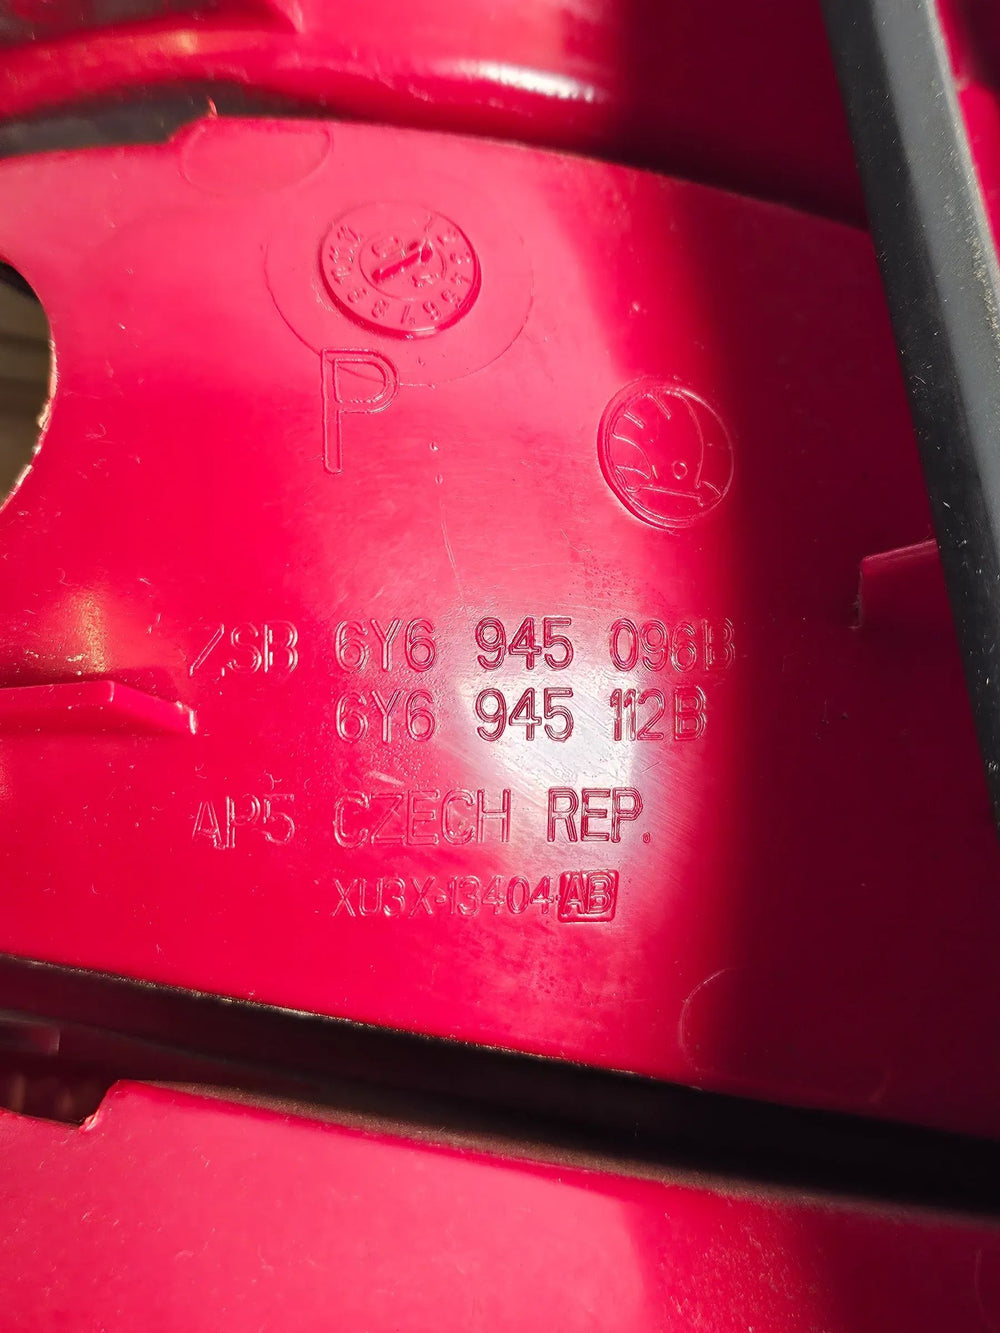 P
ZSB 6Y6 945 096B
6Y6 945 112B
AP5 CZECH REP.
XU3X-13404-AB